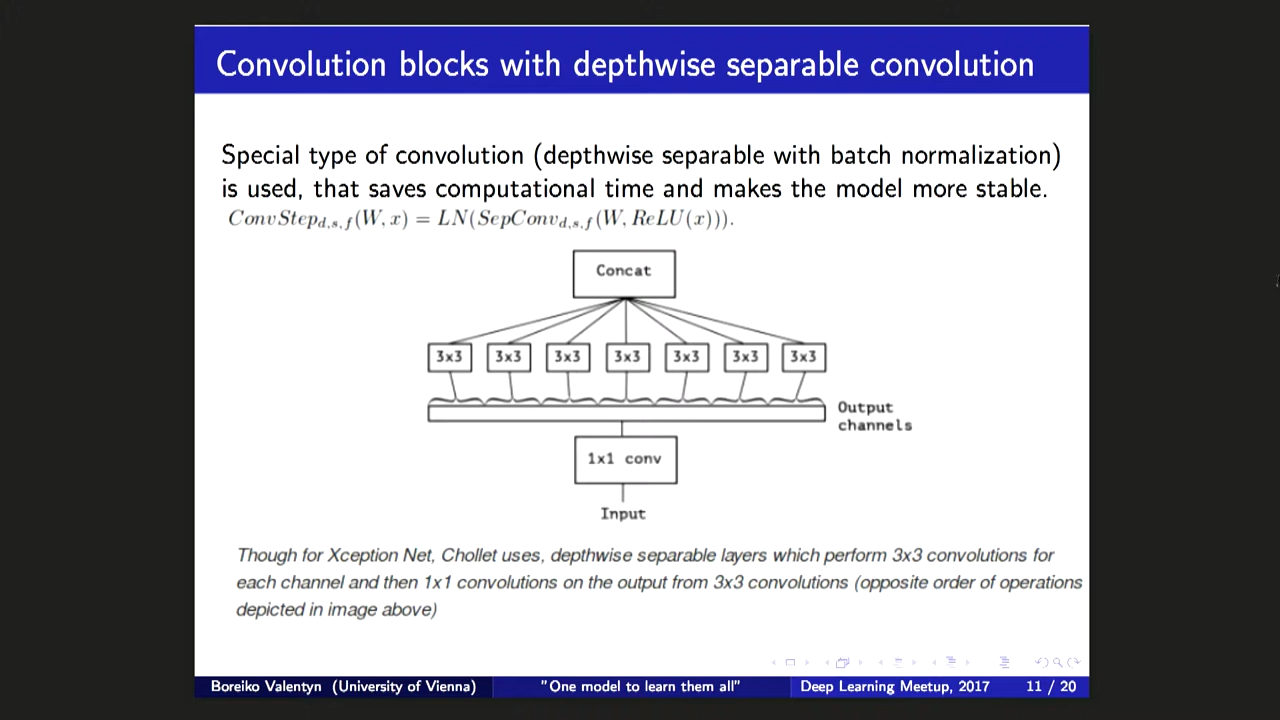 Convolution blocks with depthwise separable convolution
Special type of convolution (depthwise separable with batch normalization)
is used, that saves computational time and makes the model more stable.
ConvStep_{d,s,f}(W, x) = LN(SepConv_{d,s,f}(W, ReLU(x))).
Concat
3x3 3x3 3x3 3x3 3x3 3x3 3x3
Output
channels
1x1 conv
Input
Though for Xception Net, Chollet uses, depthwise separable layers which perform 3x3 convolutions for
each channel and then 1x1 convolutions on the output from 3x3 convolutions (opposite order of operations
depicted in image above)
Boreiko Valentyn (University of Vienna) "One model to learn them all" Deep Learning Meetup, 2017 11 / 20